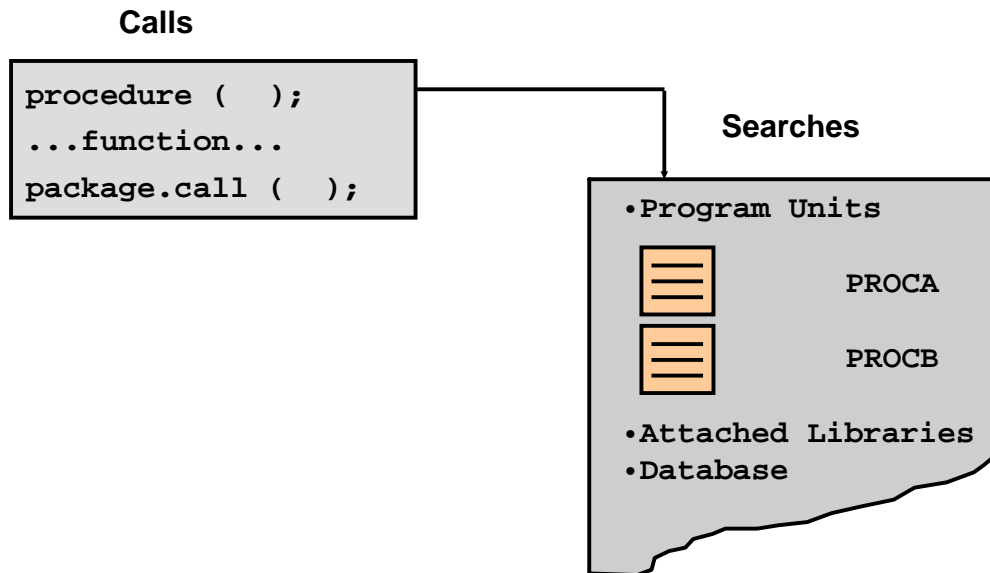 Calls
procedure (  );
...function...
package.call (  );
Searches
•Program Units
PROCA
PROCB
•Attached Libraries
•Database